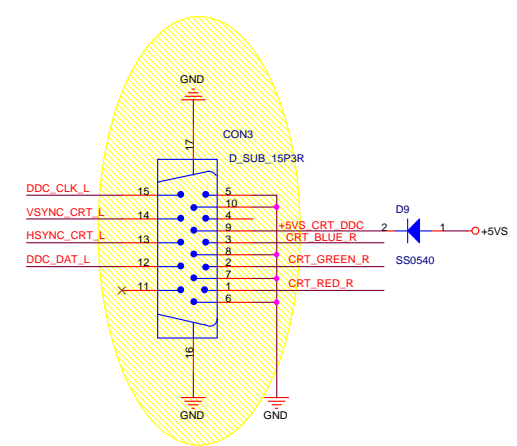 GND
17
CON3
D_SUB_15P3R
DDC_CLK_L 15 5
10
VSYNC_CRT_L 14 4
9 +5VS_CRT_DDC 2 D9 1 +5VS
HSYNC_CRT_L 13 3 CRT_BLUE_R
8
SS0540
DDC_DAT_L 12 2 CRT_GREEN_R
7
11 1 CRT_RED_R
6
16
GND
GND